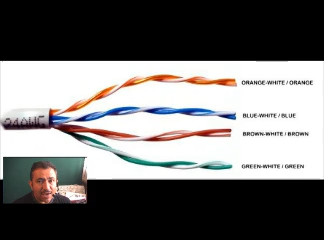 ORANGE-WHITE / ORANGE
BLUE-WHITE / BLUE
BROWN-WHITE / BROWN
GREEN-WHITE / GREEN